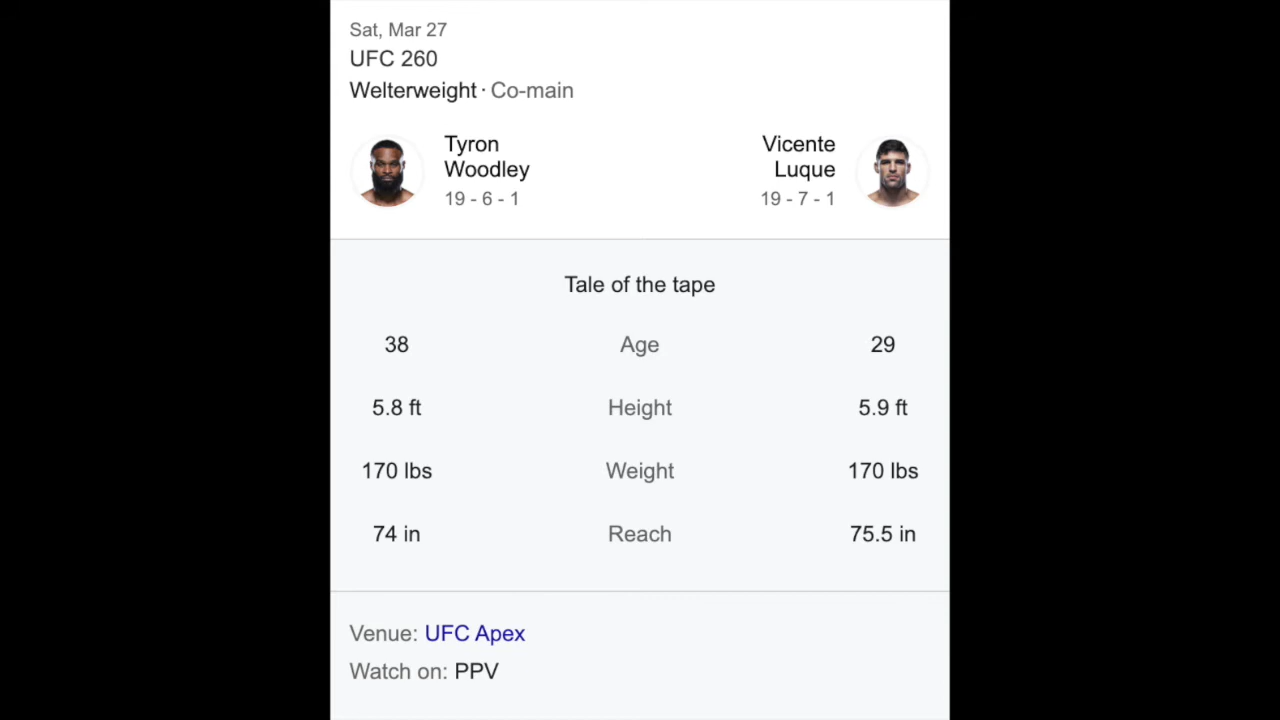 Sat, Mar 27
UFC 260
Welterweight · Co-main
Tyron
Woodley
19 - 6 - 1
Vicente
Luque
19 - 7 - 1
Tale of the tape
38 Age 29
5.8 ft Height 5.9 ft
170 lbs Weight 170 lbs
74 in Reach 75.5 in
Venue: UFC Apex
Watch on: PPV